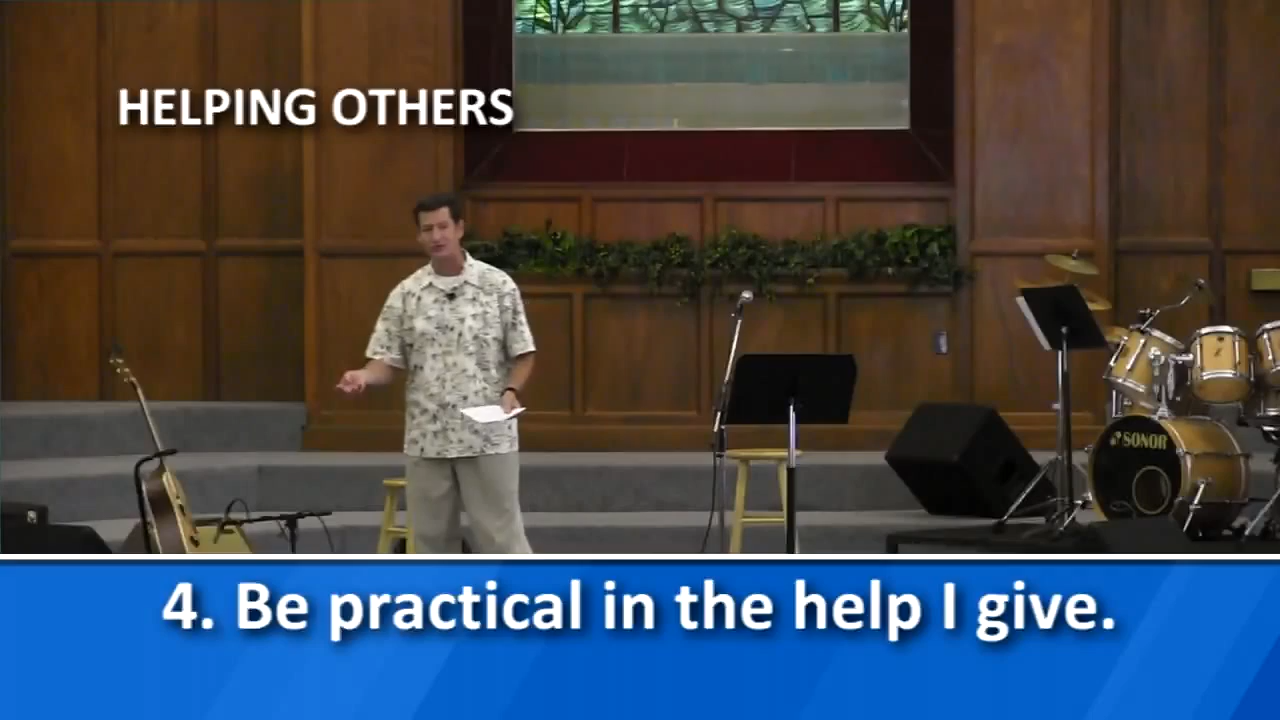 HELPING OTHERS
SONOR
4. Be practical in the help I give.